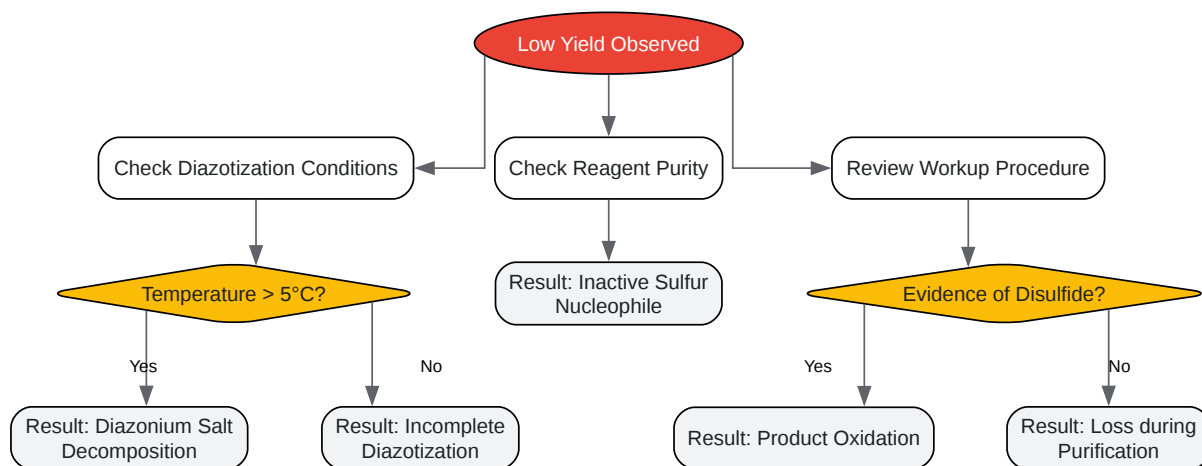 Low Yield Observed
Check Diazotization Conditions
Check Reagent Purity
Review Workup Procedure
Temperature > 5°C?
Result: Inactive Sulfur
Nucleophile
Evidence of Disulfide?
Yes
No
Yes
No
Result: Diazonium Salt
Decomposition
Result: Incomplete
Diazotization
Result: Product Oxidation
Result: Loss during
Purification